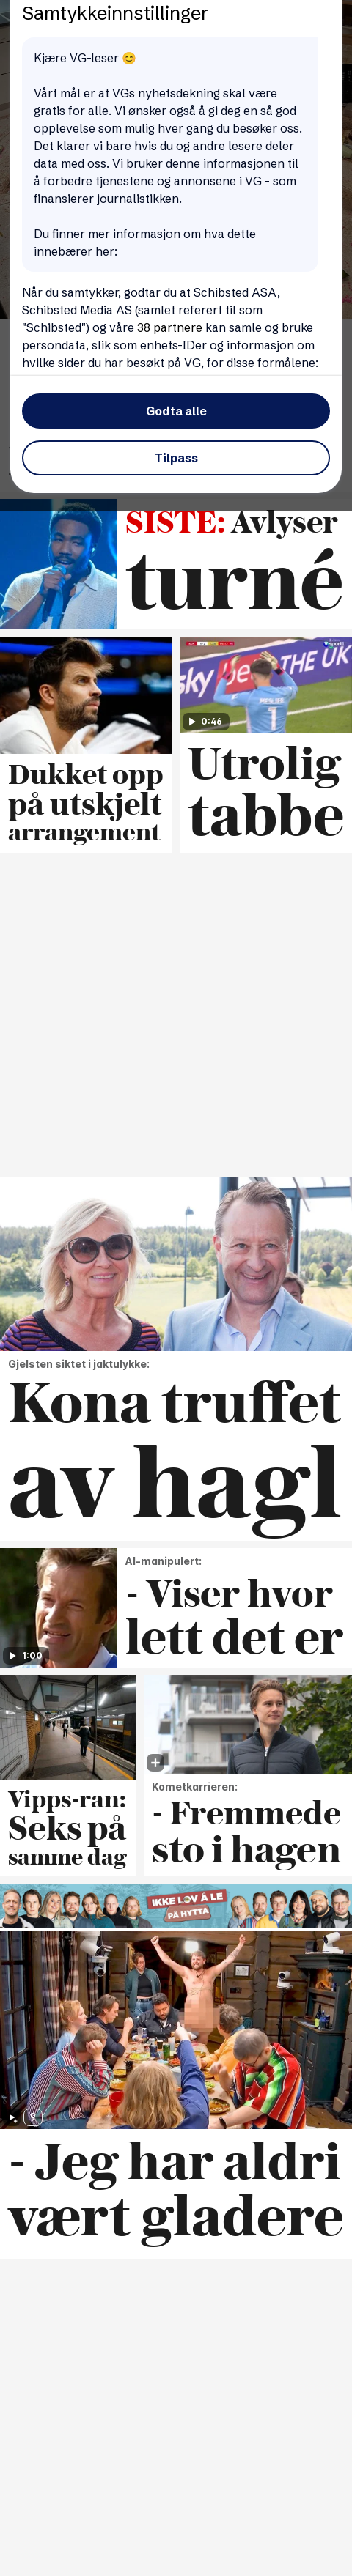 Samtykkeinnstillinger
Kjære VG-leser 😊
Vårt mål er at VGs nyhetsdekning skal være
gratis for alle. Vi ønsker også å gi deg en så god
opplevelse som mulig hver gang du besøker oss.
Det klarer vi bare hvis du og andre lesere deler
data med oss. Vi bruker denne informasjonen til
å forbedre tjenestene og annonsene i VG - som
finansierer journalistikken.
Du finner mer informasjon om hva dette
innebærer her:
Når du samtykker, godtar du at Schibsted ASA,
Schibsted Media AS (samlet referert til som
"Schibsted") og våre 38 partnere kan samle og bruke
persondata, slik som enhets-IDer og informasjon om
hvilke sider du har besøkt på VG, for disse formålene:
Godta alle
Tilpass
SISTE: Avlyser
turné
0:46
Dukket opp
på utskjelt
arrangement
Utrolig
tabbe
Gjelsten siktet i jaktulykke:
Kona truffet
av hagl
1:00
AI-manipulert:
- Viser hvor
lett det er
Vipps-ran:
Seks på
samme dag
Kometkarrieren:
- Fremmede
sto i hagen
IKKE LOV Å LE
PÅ HYTTA
9
- Jeg har aldri
vært gladere